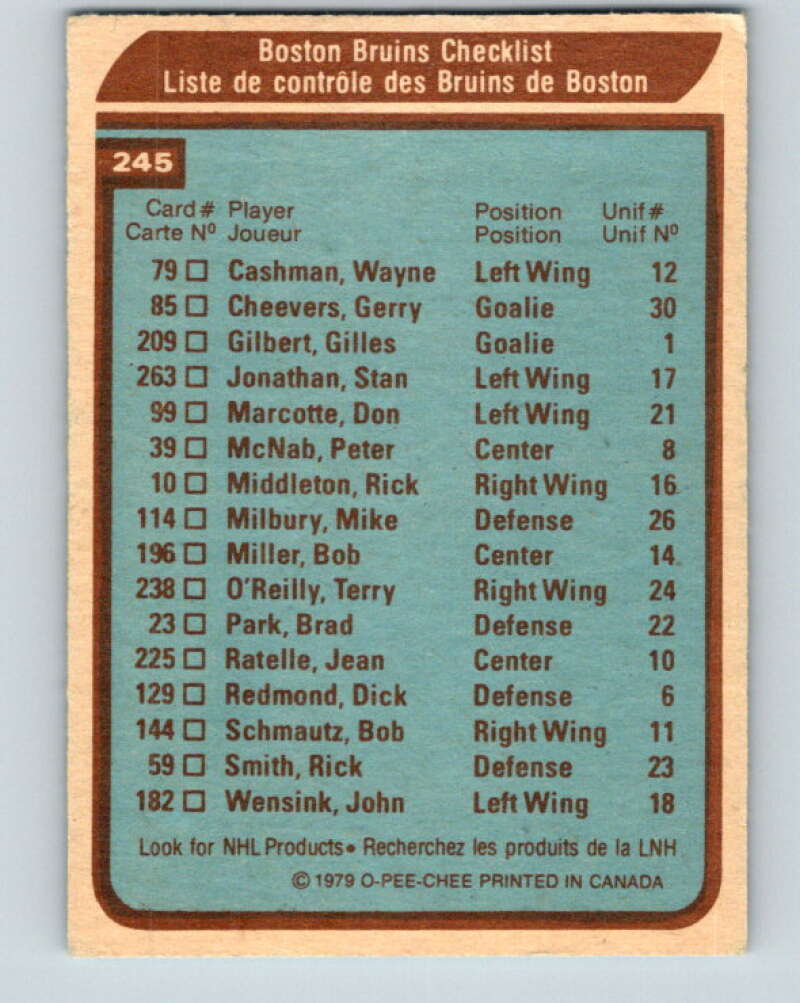 Boston Bruins Checklist
Liste de contrôle des Bruins de Boston
245
Card # Player Position Unif #
Carte Nº Joueur Position Unif Nº
79 □ Cashman, Wayne Left Wing 12
85 □ Cheevers, Gerry Goalie 30
209 □ Gilbert, Gilles Goalie 1
263 □ Jonathan, Stan Left Wing 17
99 □ Marcotte, Don Left Wing 21
39 □ McNab, Peter Center 8
10 □ Middleton, Rick Right Wing 16
114 □ Milbury, Mike Defense 26
196 □ Miller, Bob Center 14
238 □ O'Reilly, Terry Right Wing 24
23 □ Park, Brad Defense 22
225 □ Ratelle, Jean Center 10
129 □ Redmond, Dick Defense 6
144 □ Schmautz, Bob Right Wing 11
59 □ Smith, Rick Defense 23
182 □ Wensink, John Left Wing 18
Look for NHL Products • Recherchez les produits de la LNH
© 1979 O-PEE-CHEE PRINTED IN CANADA